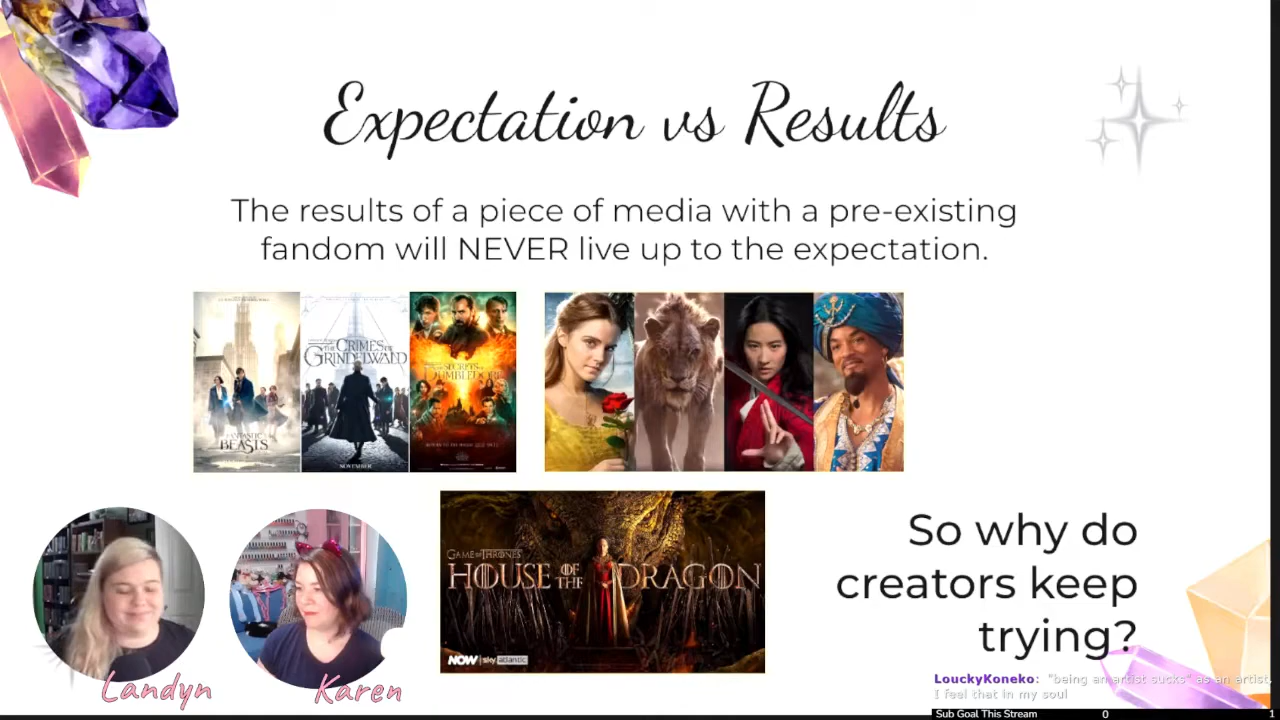 Expectation vs Results
The results of a piece of media with a pre-existing
fandom will NEVER live up to the expectation.
FANTASTIC
BEASTS
THE CRIMES OF
GRINDELWALD
NOVEMBER
THE SECRETS OF
DUMBLEDORE
GAME OF THRONES
HOUSE OF THE DRAGON
NOW sky atlantic
So why do
creators keep
trying?
Landyn
Karen
LouckyKoneko: "being an artist sucks" as an artist,
I feel that in my soul
Sub Goal This Stream 0 1